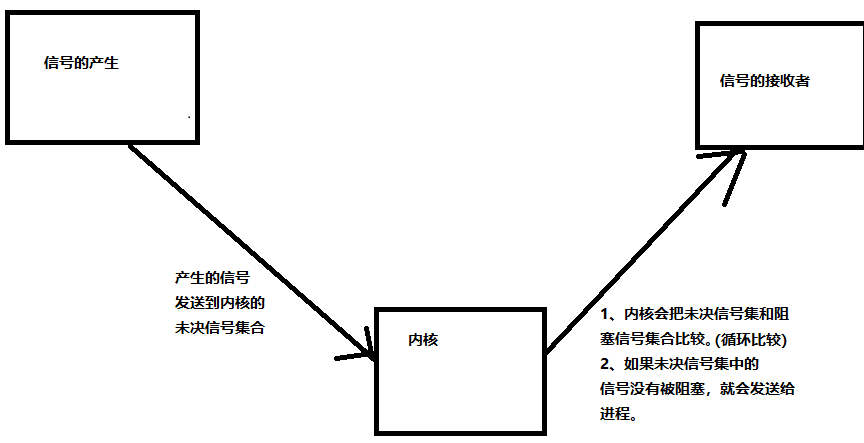 信号的产生
信号的接收者
产生的信号
发送到内核的
未决信号集合
内核
1、内核会把未决信号集和阻
塞信号集合比较。(循环比较)
2、如果未决信号集中的
信号没有被阻塞，就会发送给
进程。